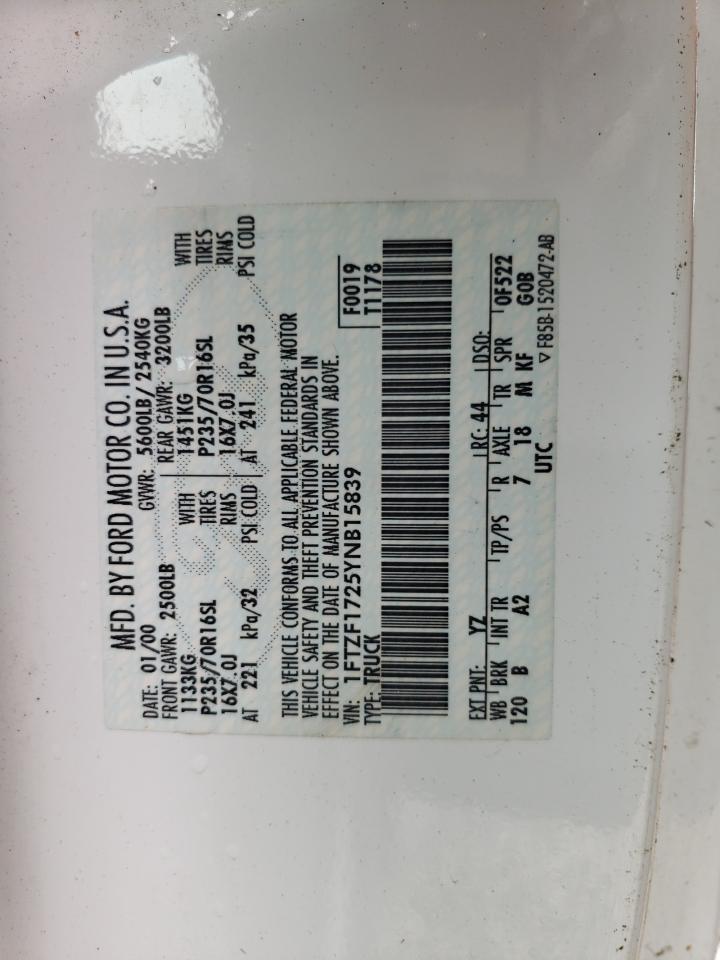 MFD. BY FORD MOTOR CO. IN U.S.A.
DATE: 01/00 GVWR: 5600LB/ 2540KG
FRONT GAWR: 2500LB REAR GAWR: 3200LB
1133KG WITH 1451KG WITH
P235/70R16SL TIRES P235/70R16SL TIRES
16X7.0J RIMS 16X7.0J RIMS
AT 221 kPa/32 PSI COLD AT 241 kPa/35 PSI COLD
THIS VEHICLE CONFORMS TO ALL APPLICABLE FEDERAL MOTOR
VEHICLE SAFETY AND THEFT PREVENTION STANDARDS IN
EFFECT ON THE DATE OF MANUFACTURE SHOWN ABOVE.
VIN: 1FTZF1725YNB15839 F0019
TYPE: TRUCK T1178
EXT PNT: YZ RC: 44 DSO:
WB BRK INT TR TP/PS R AXLE TR SPR 0F522
120 B A2 7 18 M KF G0B
UTC ▽ F85B-1520472-AB